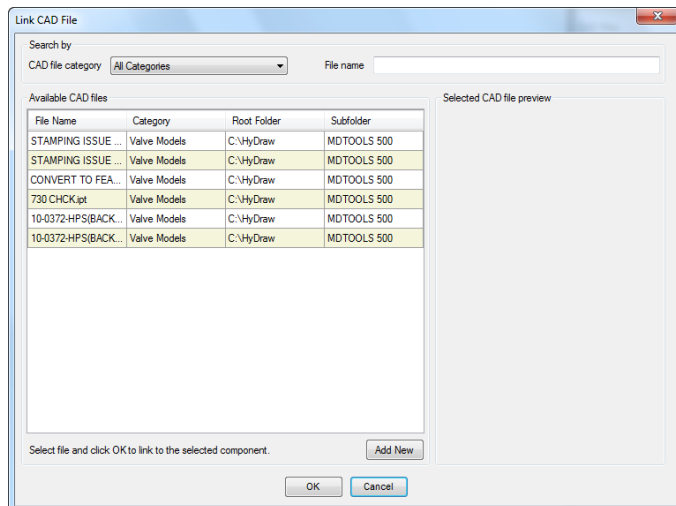 Link CAD File
Search by
CAD file category All Categories File name
Available CAD files Selected CAD file preview
File Name Category Root Folder Subfolder
STAMPING ISSUE ... Valve Models C:\HyDraw MDTOOLS 500
STAMPING ISSUE ... Valve Models C:\HyDraw MDTOOLS 500
CONVERT TO FEA... Valve Models C:\HyDraw MDTOOLS 500
730 CHCK.ipt Valve Models C:\HyDraw MDTOOLS 500
10-0372-HPS(BACK... Valve Models C:\HyDraw MDTOOLS 500
10-0372-HPS(BACK... Valve Models C:\HyDraw MDTOOLS 500
Select file and click OK to link to the selected component. Add New
OK Cancel